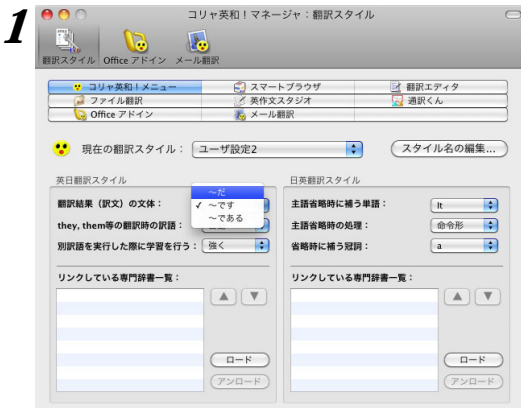 1
コリャ英和！マネージャ：翻訳スタイル
翻訳スタイル Office アドイン メール翻訳
コリャ英和！メニュー スマートブラウザ 翻訳エディタ
ファイル翻訳 英作文スタジオ 通訳くん
Office アドイン メール翻訳
現在の翻訳スタイル： ユーザ設定2 スタイル名の編集...
英日翻訳スタイル
翻訳結果（訳文）の文体：
〜だ
✓ 〜です
〜である
they, them等の翻訳時の訳語：
別訳語を実行した際に学習を行う： 強く
リンクしている専門辞書一覧：
▲ ▼
ロード
アンロード
日英翻訳スタイル
主語省略時に補う単語： It
主語省略時の処理： 命令形
省略時に補う冠詞： a
リンクしている専門辞書一覧：
▲ ▼
ロード
アンロード